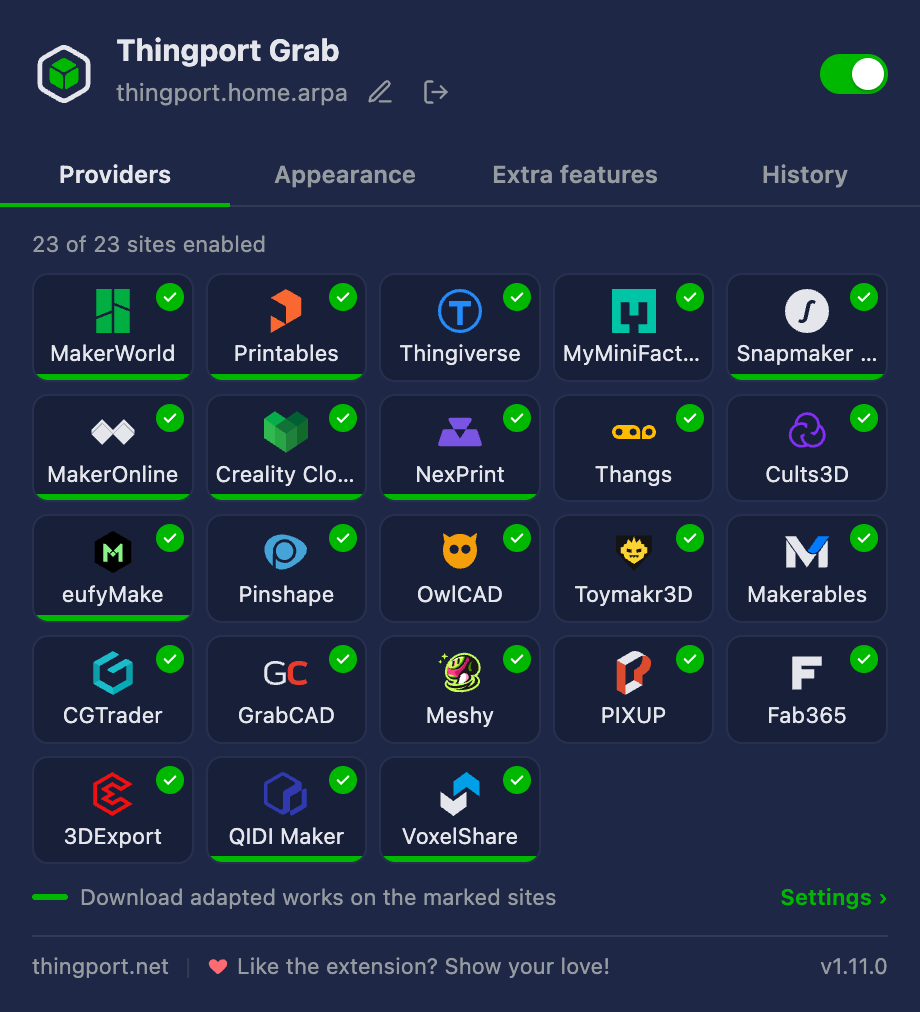 Thingport Grab
thingport.home.arpa
Providers Appearance Extra features History
23 of 23 sites enabled
MakerWorld Printables Thingiverse MyMiniFact... Snapmaker ...
MakerOnline Creality Clo... NexPrint Thangs Cults3D
eufyMake Pinshape OwlCAD Toymakr3D Makerables
GC
CGTrader GrabCAD Meshy PIXUP Fab365
3DExport QIDI Maker VoxelShare
Download adapted works on the marked sites Settings ›
thingport.net | Like the extension? Show your love! v1.11.0